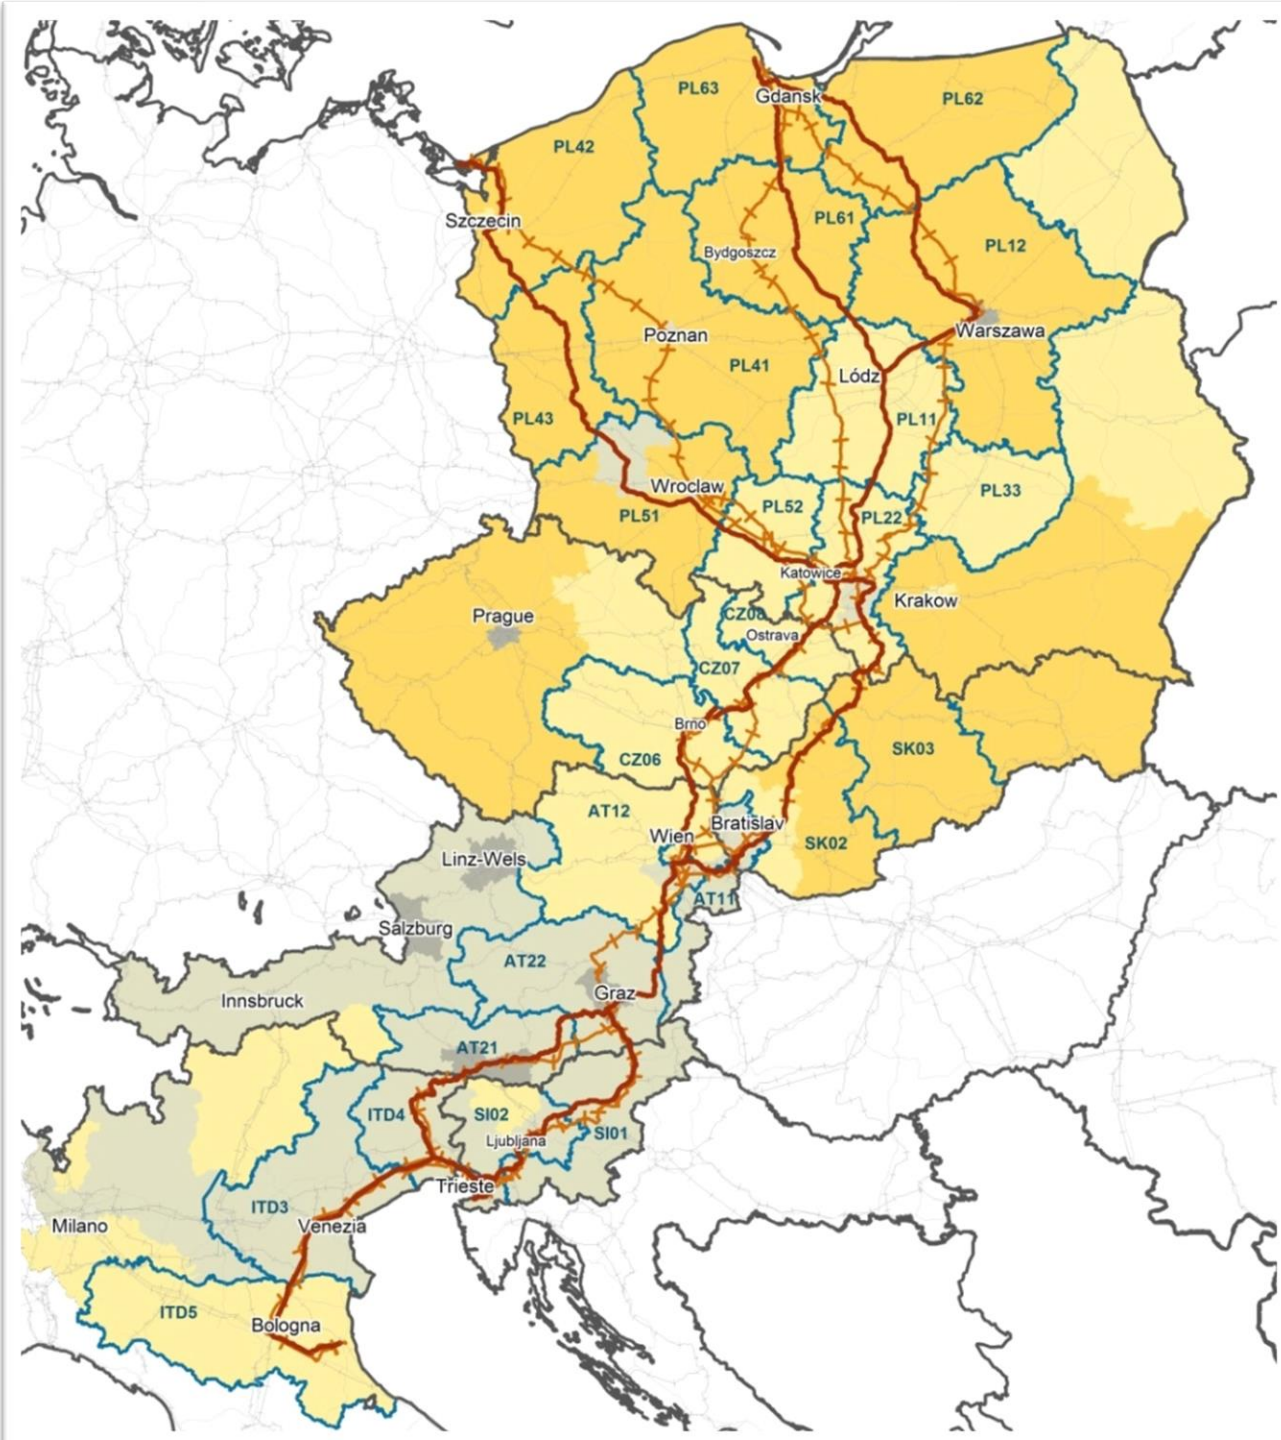 PL63
Gdansk
PL62
PL42
Szczecin
PL61
PL12
Bydgoszcz
Poznan
Warszawa
PL41
Lódz
PL43
PL11
Wroclaw
PL33
PL52
PL51
PL22
Katowice
Krakow
Prague
CZ08
Ostrava
CZ07
Brno
SK03
CZ06
AT12
Wien
Bratislav
SK02
Linz-Wels
AT11
Salzburg
AT22
Innsbruck
Graz
AT21
ITD4
SI02
Ljubljana
SI01
Trieste
ITD3
Milano
Venezia
ITD5
Bologna